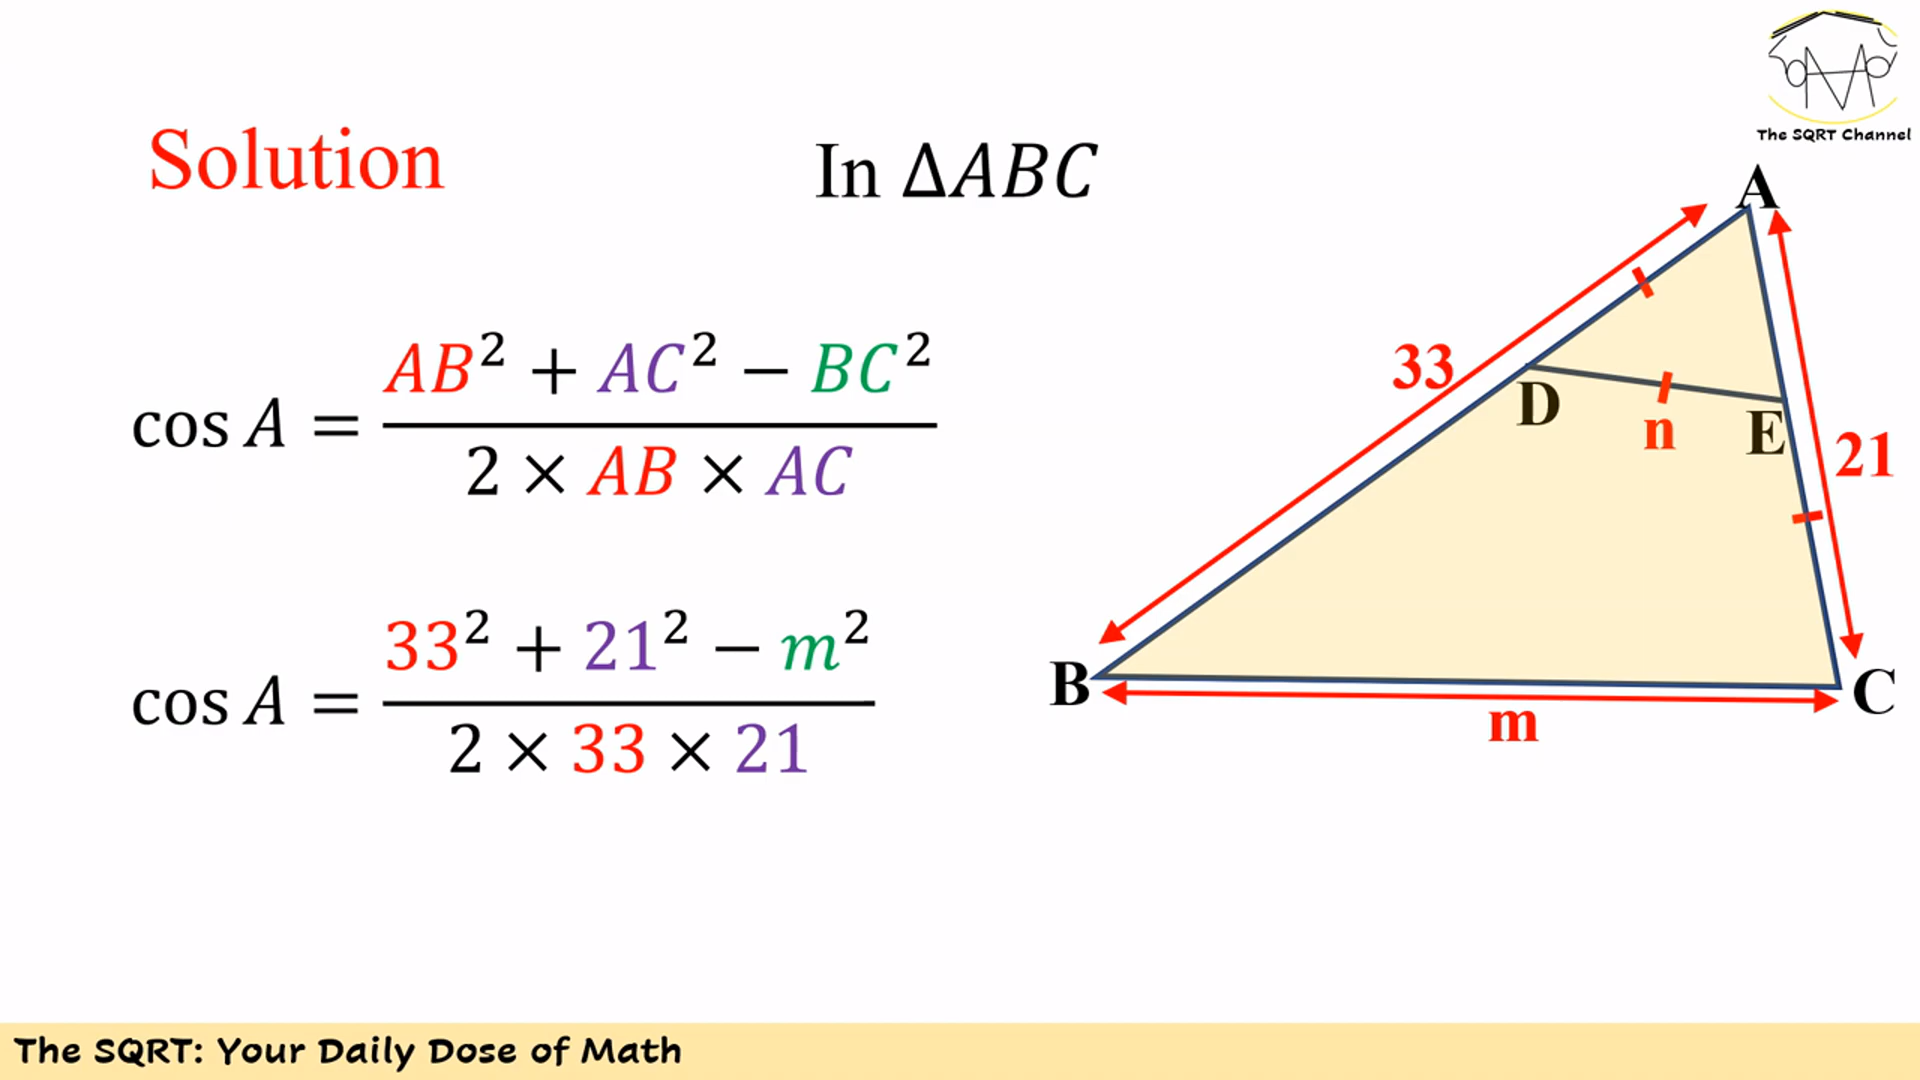 The SQRT Channel
Solution
In ΔABC
cos A = AB² + AC² − BC² / 2 × AB × AC
cos A = 33² + 21² − m² / 2 × 33 × 21
A
33
D
n
E
21
B
C
m
The SQRT: Your Daily Dose of Math